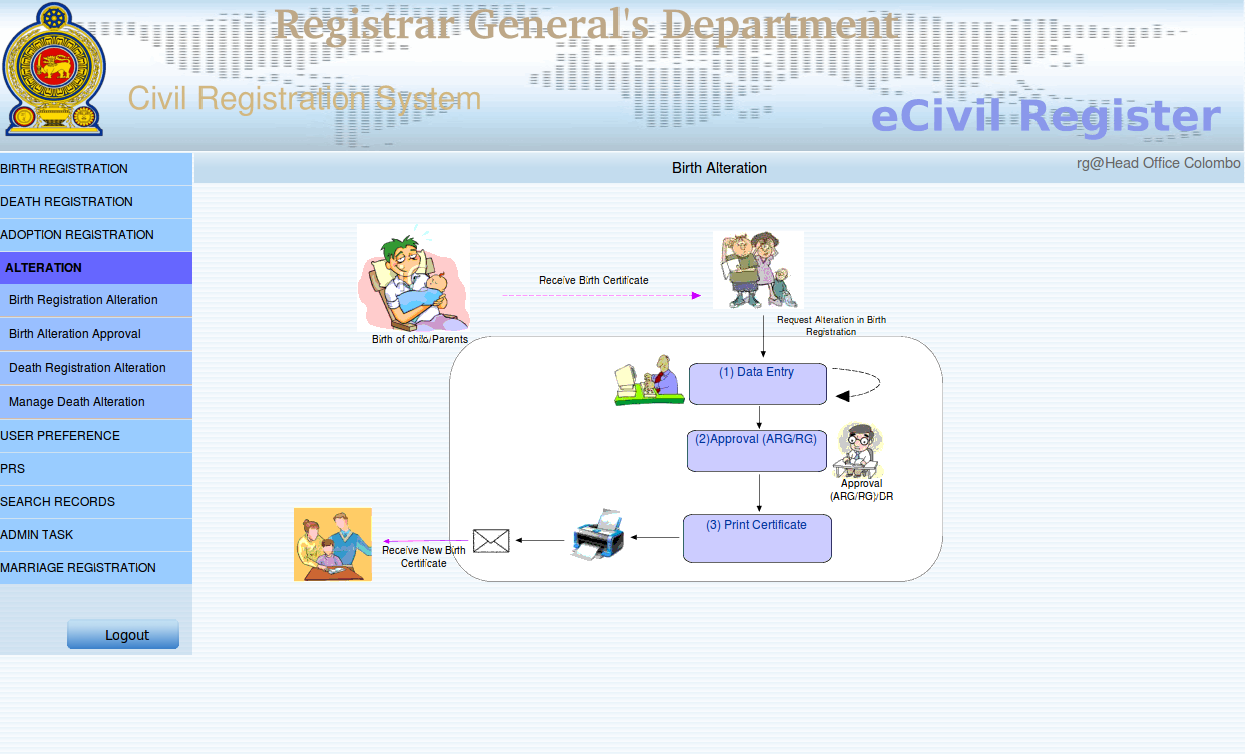 Registrar General's Department
Civil Registration System
eCivil Register
Birth Alteration
rg@Head Office Colombo
BIRTH REGISTRATION
DEATH REGISTRATION
ADOPTION REGISTRATION
ALTERATION
Birth Registration Alteration
Birth Alteration Approval
Death Registration Alteration
Manage Death Alteration
USER PREFERENCE
PRS
SEARCH RECORDS
ADMIN TASK
MARRIAGE REGISTRATION
Logout
Receive Birth Certificate
Birth of child/Parents
Request Alteration in Birth
Registration
(1) Data Entry
(2)Approval (ARG/RG)
Approval
(ARG/RG)/DR
(3) Print Certificate
Receive New Birth
Certificate